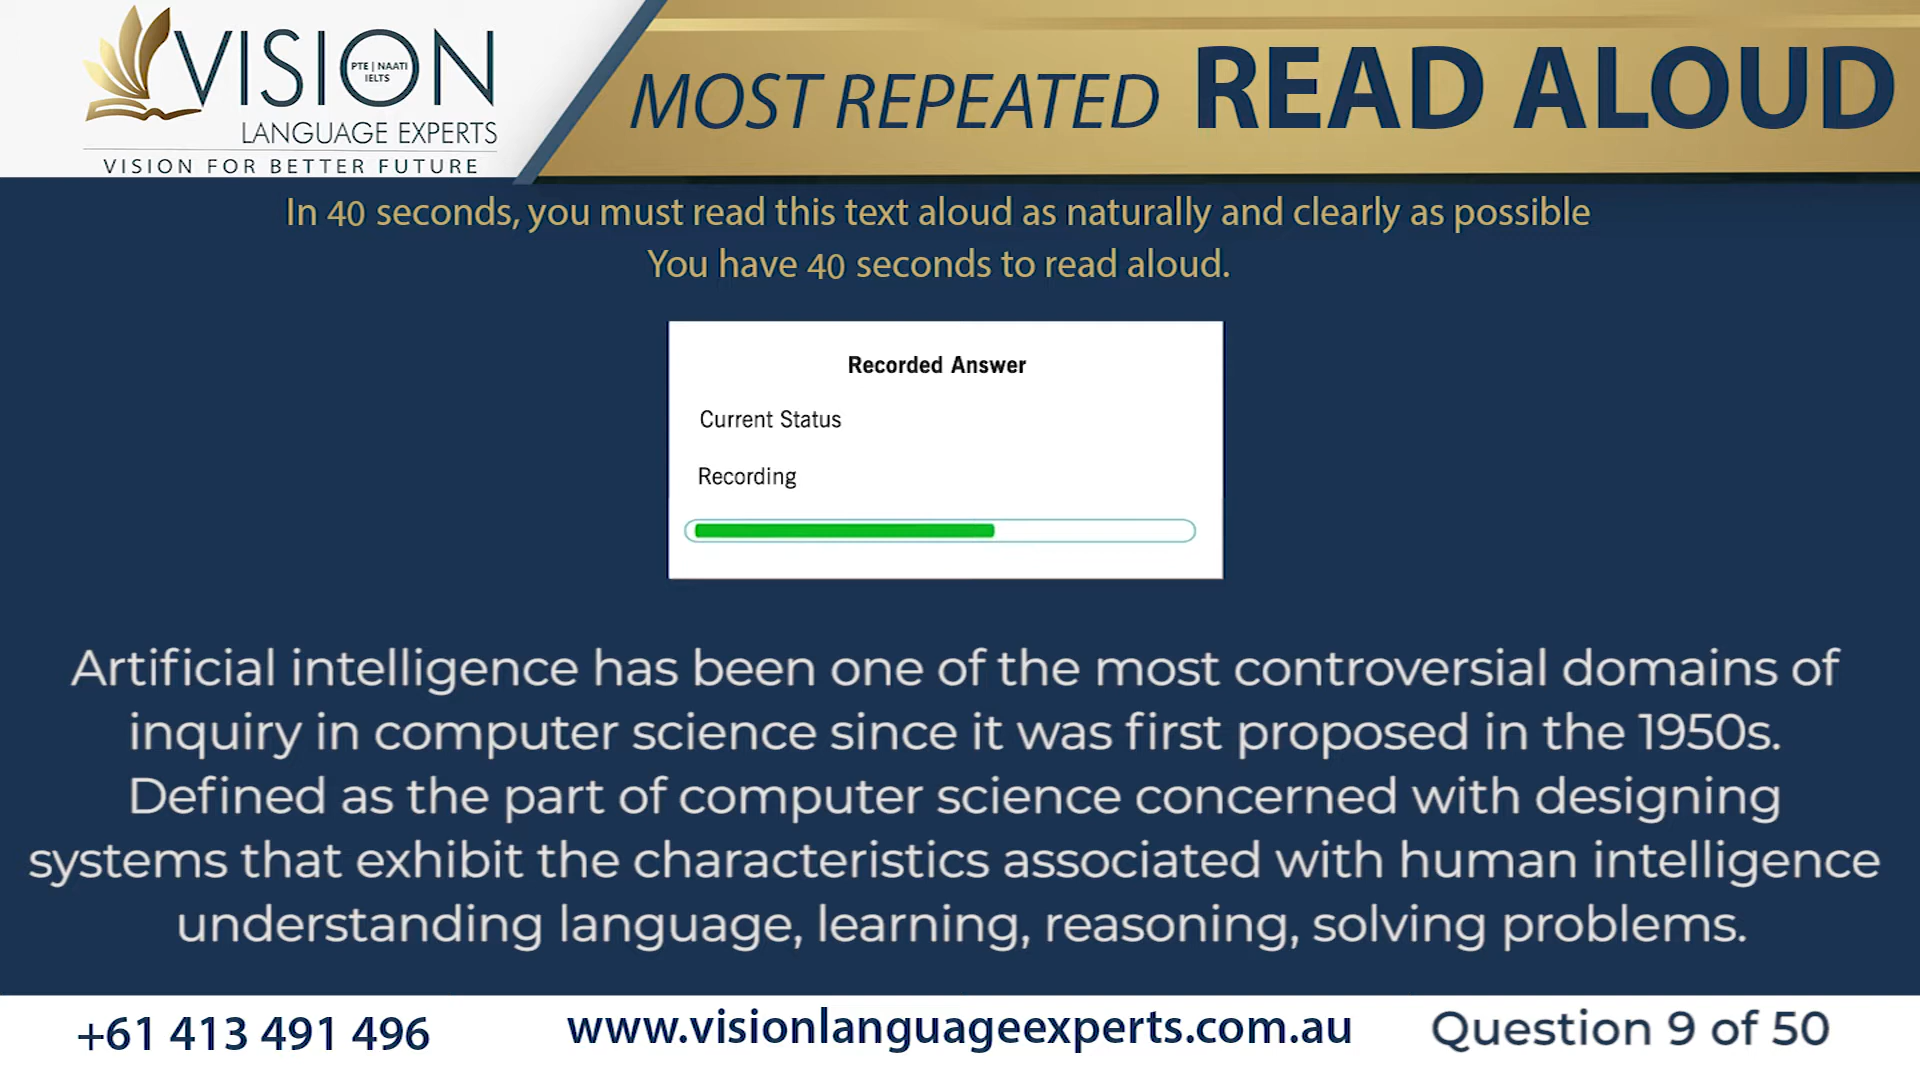 VISION
PTE | NAATI
IELTS
LANGUAGE EXPERTS
VISION FOR BETTER FUTURE
MOST REPEATED READ ALOUD
In 40 seconds, you must read this text aloud as naturally and clearly as possible
You have 40 seconds to read aloud.
Recorded Answer
Current Status
Recording
Artificial intelligence has been one of the most controversial domains of
inquiry in computer science since it was first proposed in the 1950s.
Defined as the part of computer science concerned with designing
systems that exhibit the characteristics associated with human intelligence
understanding language, learning, reasoning, solving problems.
+61 413 491 496
www.visionlanguageexperts.com.au
Question 9 of 50